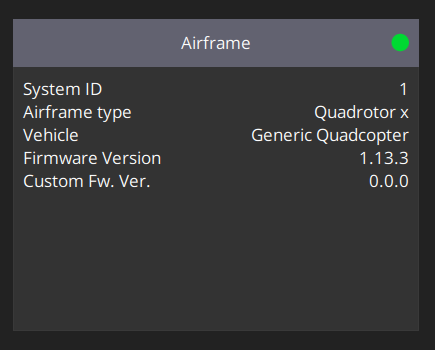 Airframe
System ID 1
Airframe type Quadrotor x
Vehicle Generic Quadcopter
Firmware Version 1.13.3
Custom Fw. Ver. 0.0.0